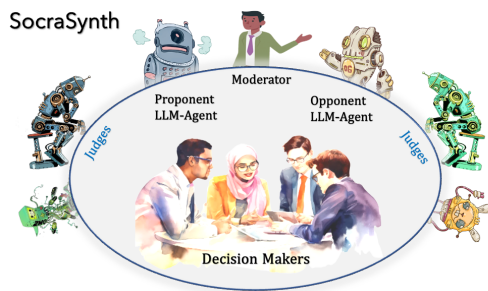 SocraSynth
Moderator
Proponent
LLM-Agent
Opponent
LLM-Agent
Judges
Judges
Decision Makers